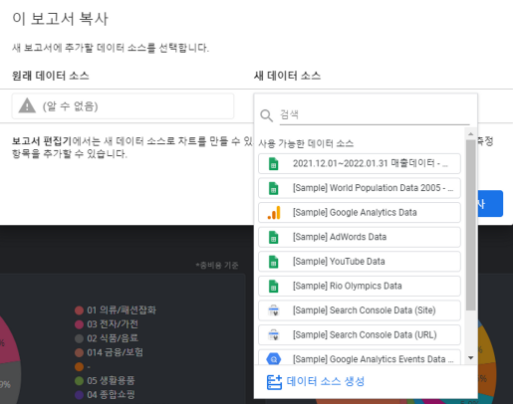 이 보고서 복사
새 보고서에 추가할 데이터 소스를 선택합니다.
원래 데이터 소스
새 데이터 소스
(알 수 없음)
검색
보고서 편집기에서는 새 데이터 소스로 차트를 만들 수 있
측정
항목을 추가할 수 있습니다.
사용 가능한 데이터 소스
2021.12.01~2022.01.31 매출데이터 - ...
[Sample] World Population Data 2005 - ...
[Sample] Google Analytics Data
[Sample] AdWords Data
[Sample] YouTube Data
[Sample] Rio Olympics Data
[Sample] Search Console Data (Site)
[Sample] Search Console Data (URL)
[Sample] Google Analytics Events Data ...
데이터 소스 생성
사
*총비용 기준
01 의류/패션잡화
03 전자/가전
02 식품/음료
014 금융/보험
-
05 생활용품
04 종합쇼핑
9%